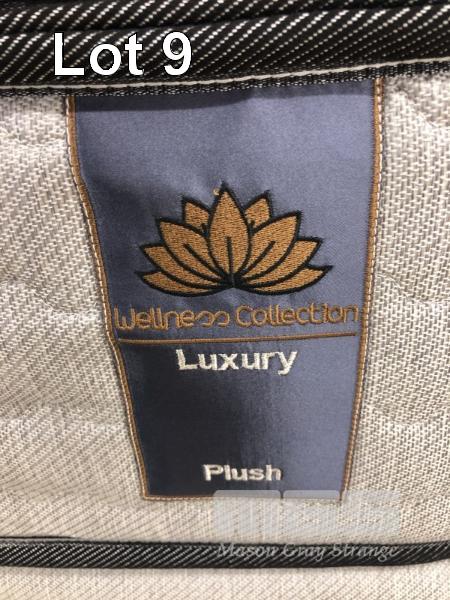 Lot 9
Wellness Collection
Luxury
Plush
Mason Gray Strange